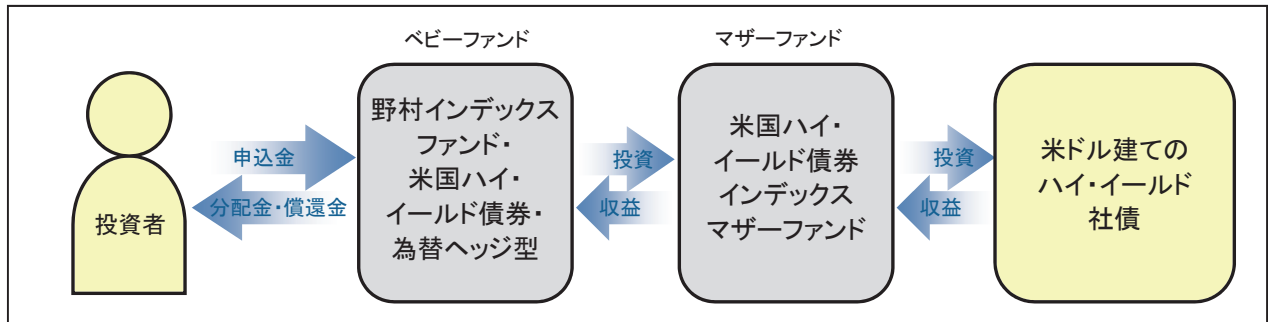 ベビーファンド
マザーファンド
投資者
申込金
分配金・償還金
野村インデックス
ファンド・
米国ハイ・
イールド債券・
為替ヘッジ型
投資
収益
米国ハイ・
イールド債券
インデックス
マザーファンド
投資
収益
米ドル建ての
ハイ・イールド
社債